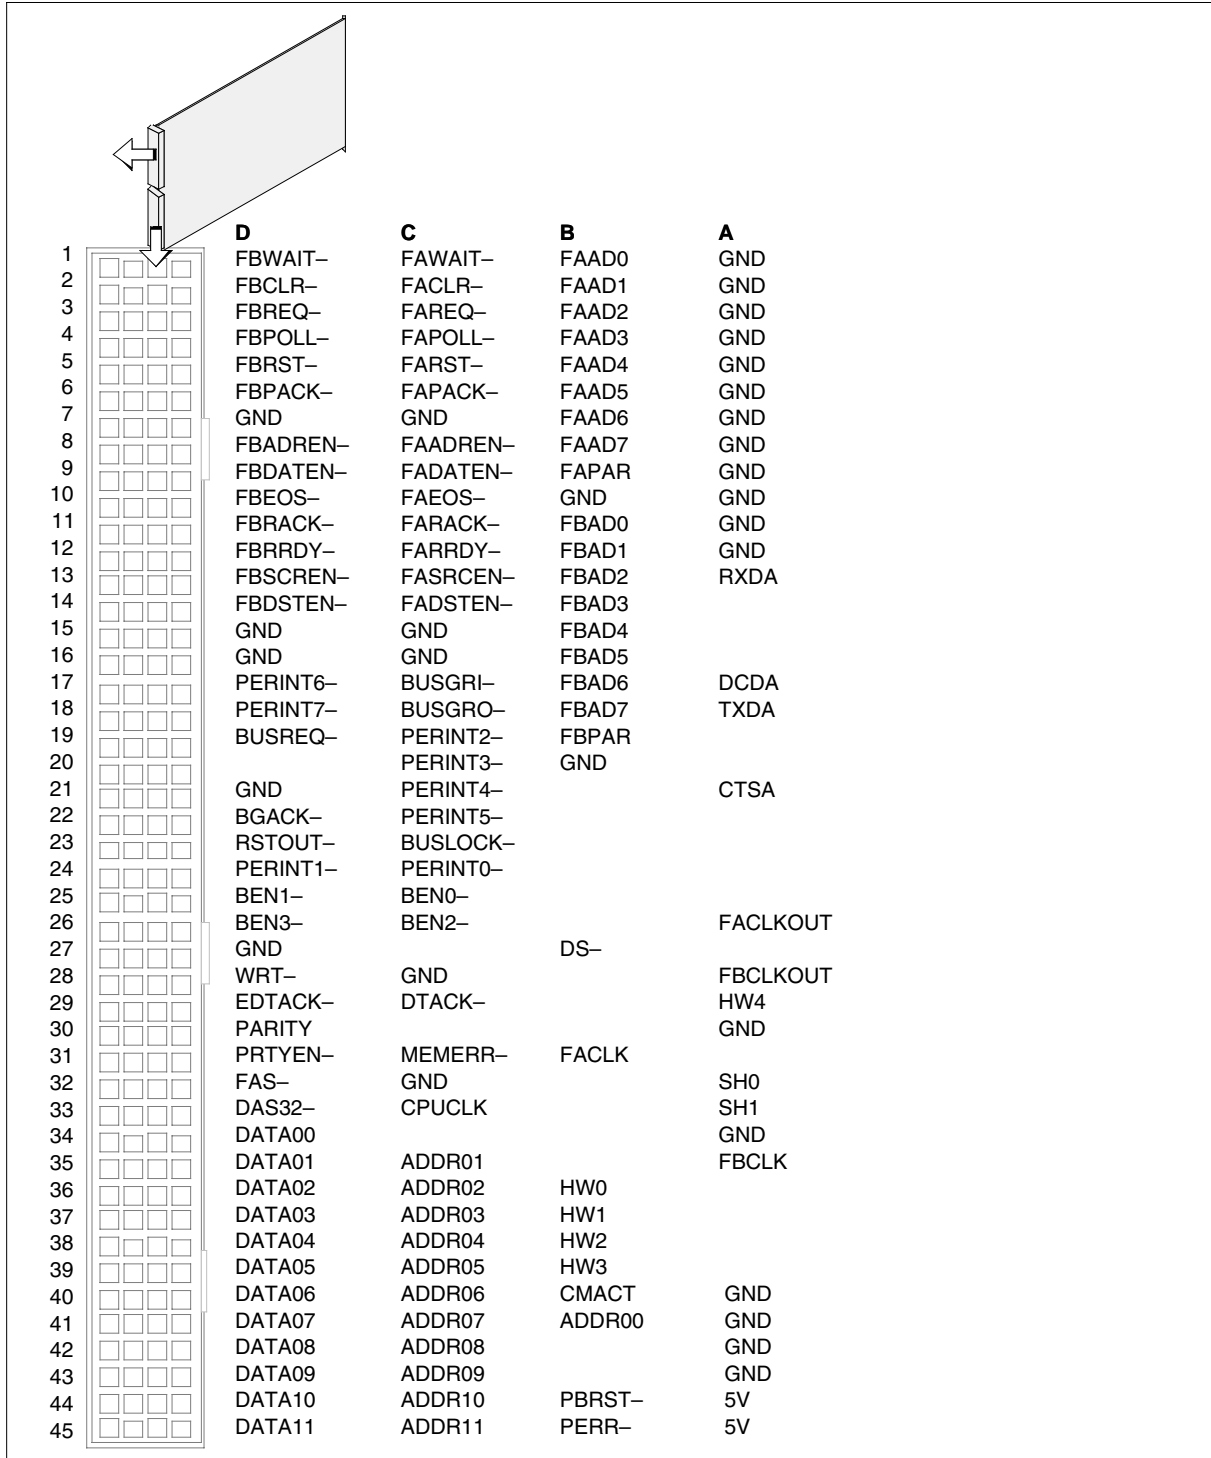 D C B A
1 FBWAIT– FAWAIT– FAAD0 GND
2 FBCLR– FACLR– FAAD1 GND
3 FBREQ– FAREQ– FAAD2 GND
4 FBPOLL– FAPOLL– FAAD3 GND
5 FBRST– FARST– FAAD4 GND
6 FBPACK– FAPACK– FAAD5 GND
7 GND GND FAAD6 GND
8 FBADREN– FAADREN– FAAD7 GND
9 FBDATEN– FADATEN– FAPAR GND
10 FBEOS– FAEOS– GND GND
11 FBRACK– FARACK– FBAD0 GND
12 FBRRDY– FARRDY– FBAD1 GND
13 FBSCREN– FASRCEN– FBAD2 RXDA
14 FBDSTEN– FADSTEN– FBAD3
15 GND GND FBAD4
16 GND GND FBAD5
17 PERINT6– BUSGRI– FBAD6 DCDA
18 PERINT7– BUSGRO– FBAD7 TXDA
19 BUSREQ– PERINT2– FBPAR
20 PERINT3– GND
21 GND PERINT4– CTSA
22 BGACK– PERINT5–
23 RSTOUT– BUSLOCK–
24 PERINT1– PERINT0–
25 BEN1– BEN0–
26 BEN3– BEN2– FACLKOUT
27 GND DS–
28 WRT– GND FBCLKOUT
29 EDTACK– DTACK– HW4
30 PARITY GND
31 PRTYEN– MEMERR– FACLK
32 FAS– GND SH0
33 DAS32– CPUCLK SH1
34 DATA00 GND
35 DATA01 ADDR01 FBCLK
36 DATA02 ADDR02 HW0
37 DATA03 ADDR03 HW1
38 DATA04 ADDR04 HW2
39 DATA05 ADDR05 HW3
40 DATA06 ADDR06 CMACT GND
41 DATA07 ADDR07 ADDR00 GND
42 DATA08 ADDR08 GND
43 DATA09 ADDR09 GND
44 DATA10 ADDR10 PBRST– 5V
45 DATA11 ADDR11 PERR– 5V